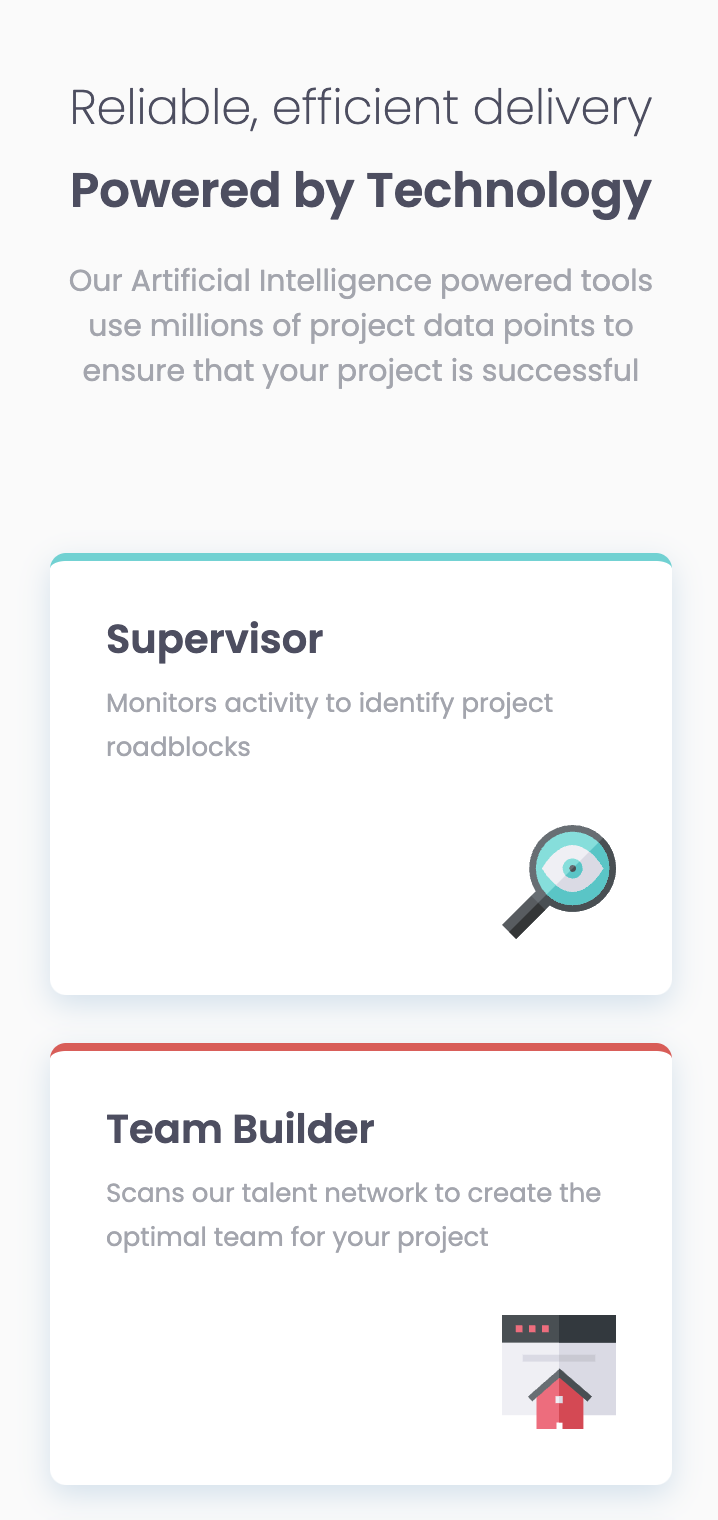 Reliable, efficient delivery
Powered by Technology
Our Artificial Intelligence powered tools
use millions of project data points to
ensure that your project is successful
Supervisor
Monitors activity to identify project
roadblocks
Team Builder
Scans our talent network to create the
optimal team for your project